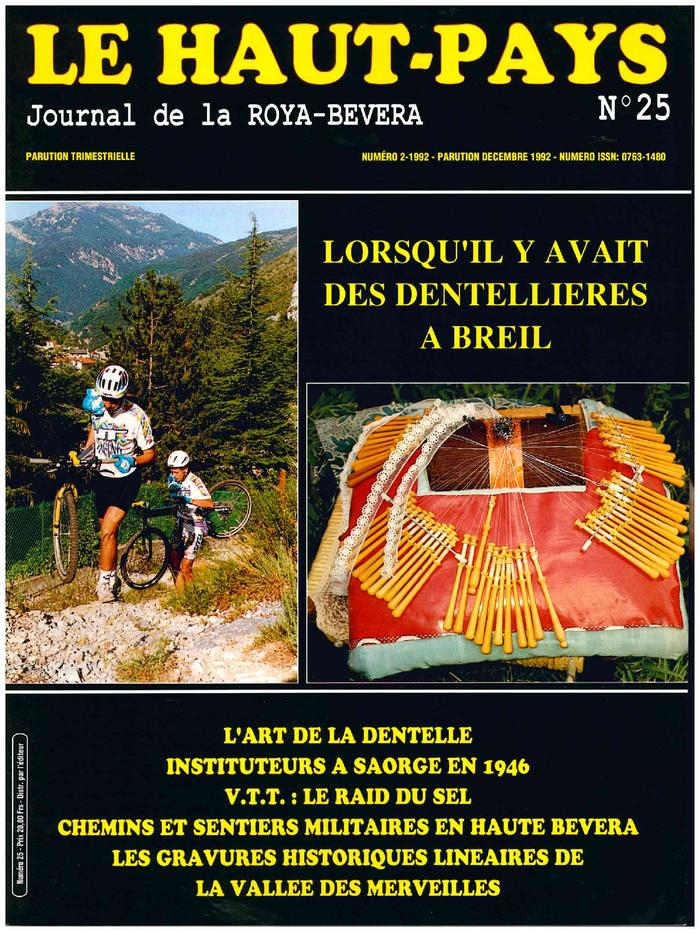 LE HAUT-PAYS
Journal de la ROYA-BEVERA
N°25
PARUTION TRIMESTRIELLE
NUMÉRO 2-1992 - PARUTION DECEMBRE 1992 - NUMERO ISSN: 0763-1480
LORSQU'IL Y AVAIT
DES DENTELLIERES
A BREIL
L'ART DE LA DENTELLE
INSTITUTEURS A SAORGE EN 1946
V.T.T. : LE RAID DU SEL
CHEMINS ET SENTIERS MILITAIRES EN HAUTE BEVERA
LES GRAVURES HISTORIQUES LINEAIRES DE
LA VALLEE DES MERVEILLES
Numéro 25 - Prix 20,00 Frs - Distr. par l'éditeur